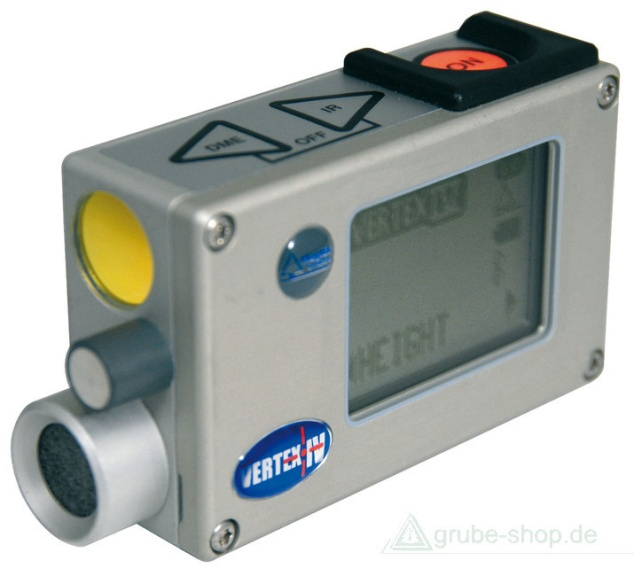 ON
DME
IR
OFF
VERTEX IV
HEIGHT
VERTEX IV
grube-shop.de